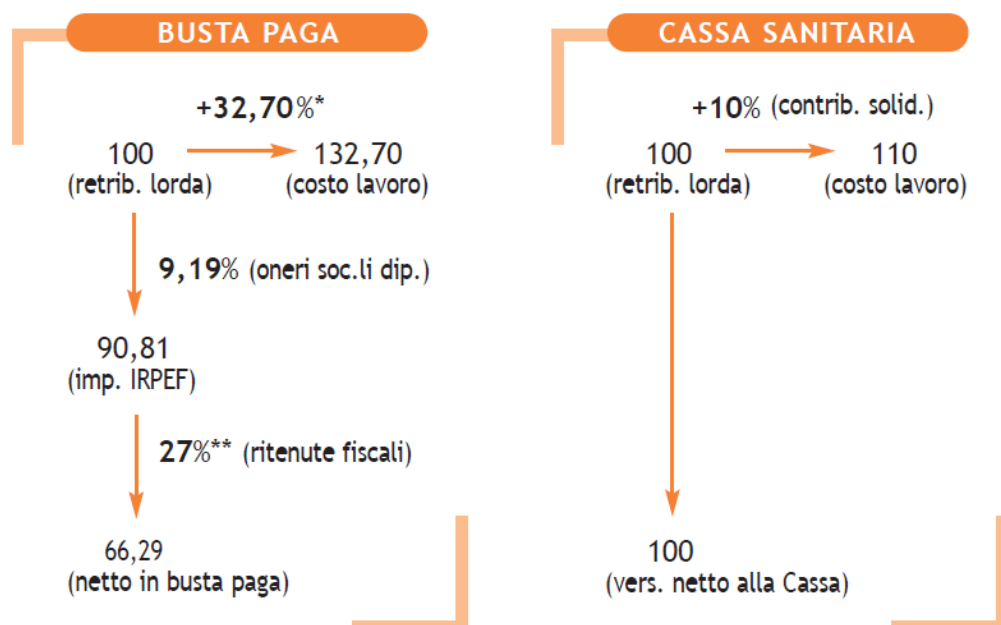 BUSTA PAGA
+32,70%*
100
132,70
(retrib. lorda)
(costo lavoro)
9,19% (oneri soc.li dip.)
90,81
(imp. IRPEF)
27%** (ritenute fiscali)
66,29
(netto in busta paga)
CASSA SANITARIA
+10% (contrib. solid.)
100
110
(retrib. lorda)
(costo lavoro)
100
(vers. netto alla Cassa)